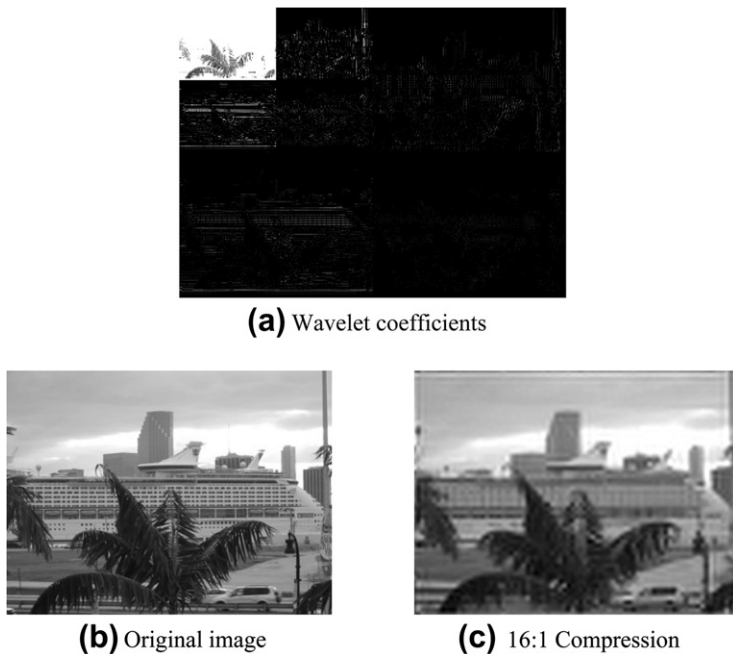 (a) Wavelet coefficients
(b) Original image
(c) 16:1 Compression